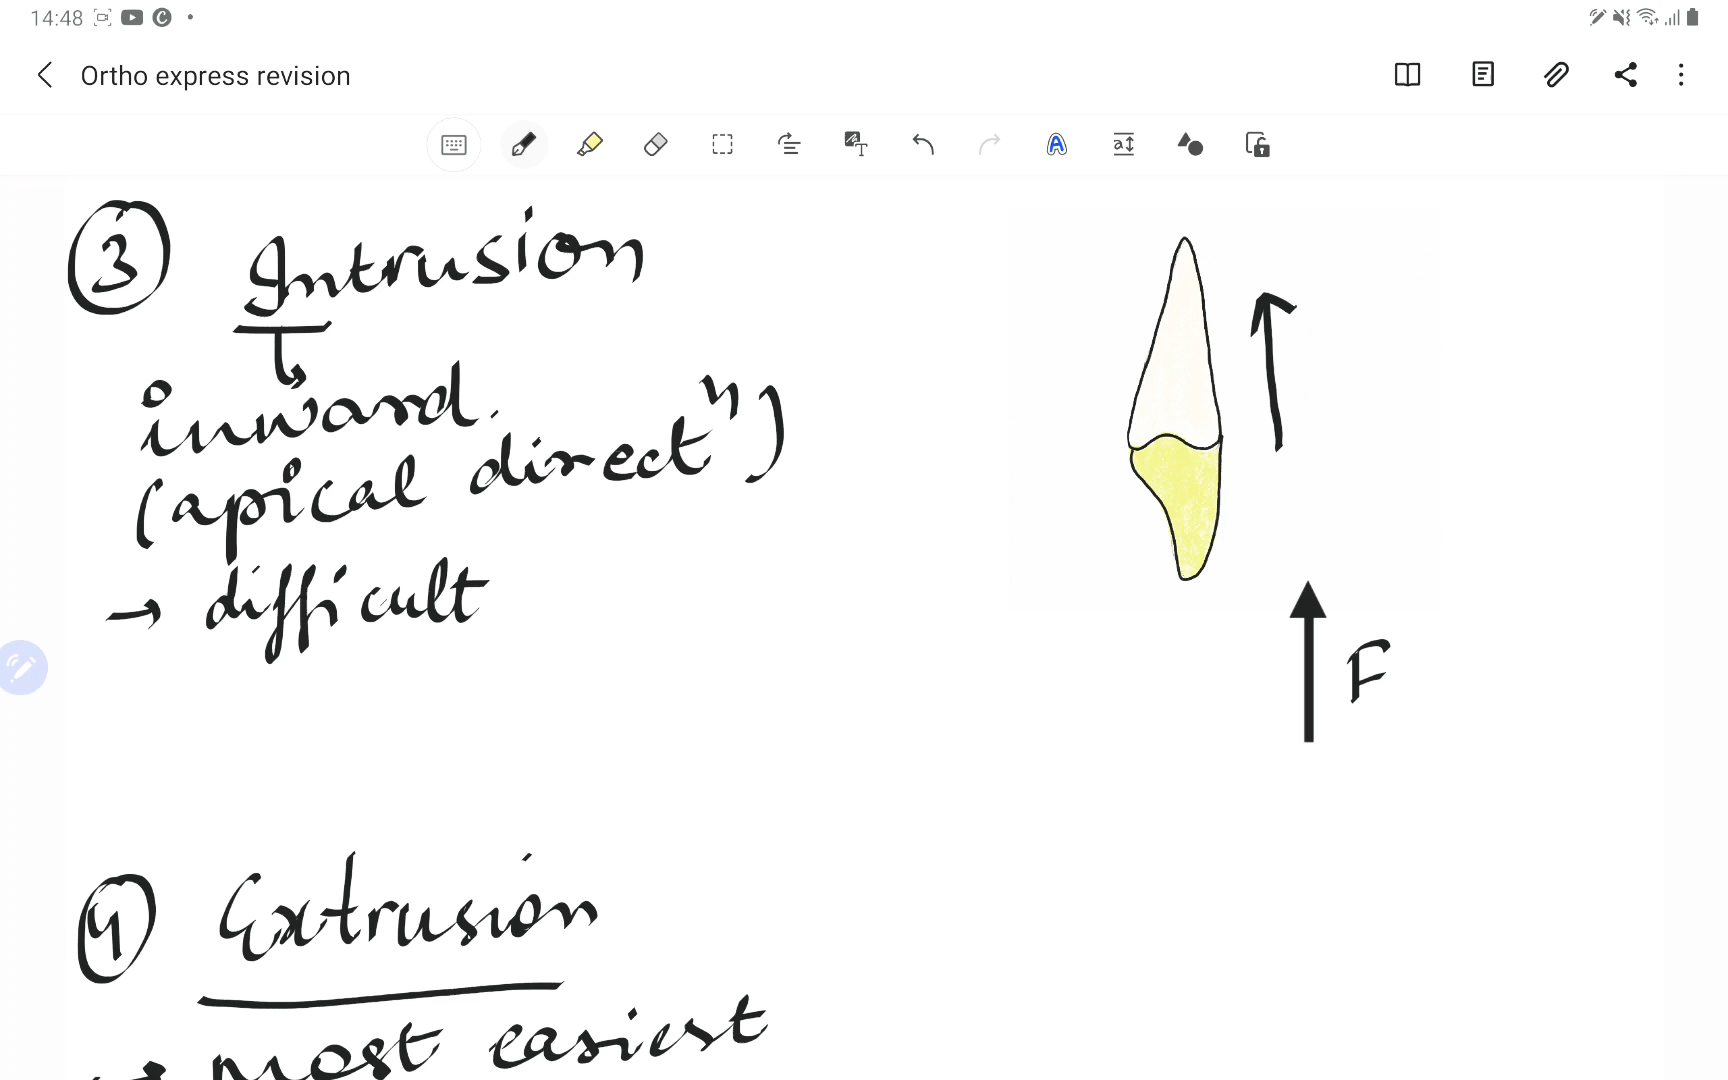 14:48
Ortho express revision
③ Intrusion
inward.
(apical directⁿ)
→ difficult
F
④ Extrusion
→ most easiest